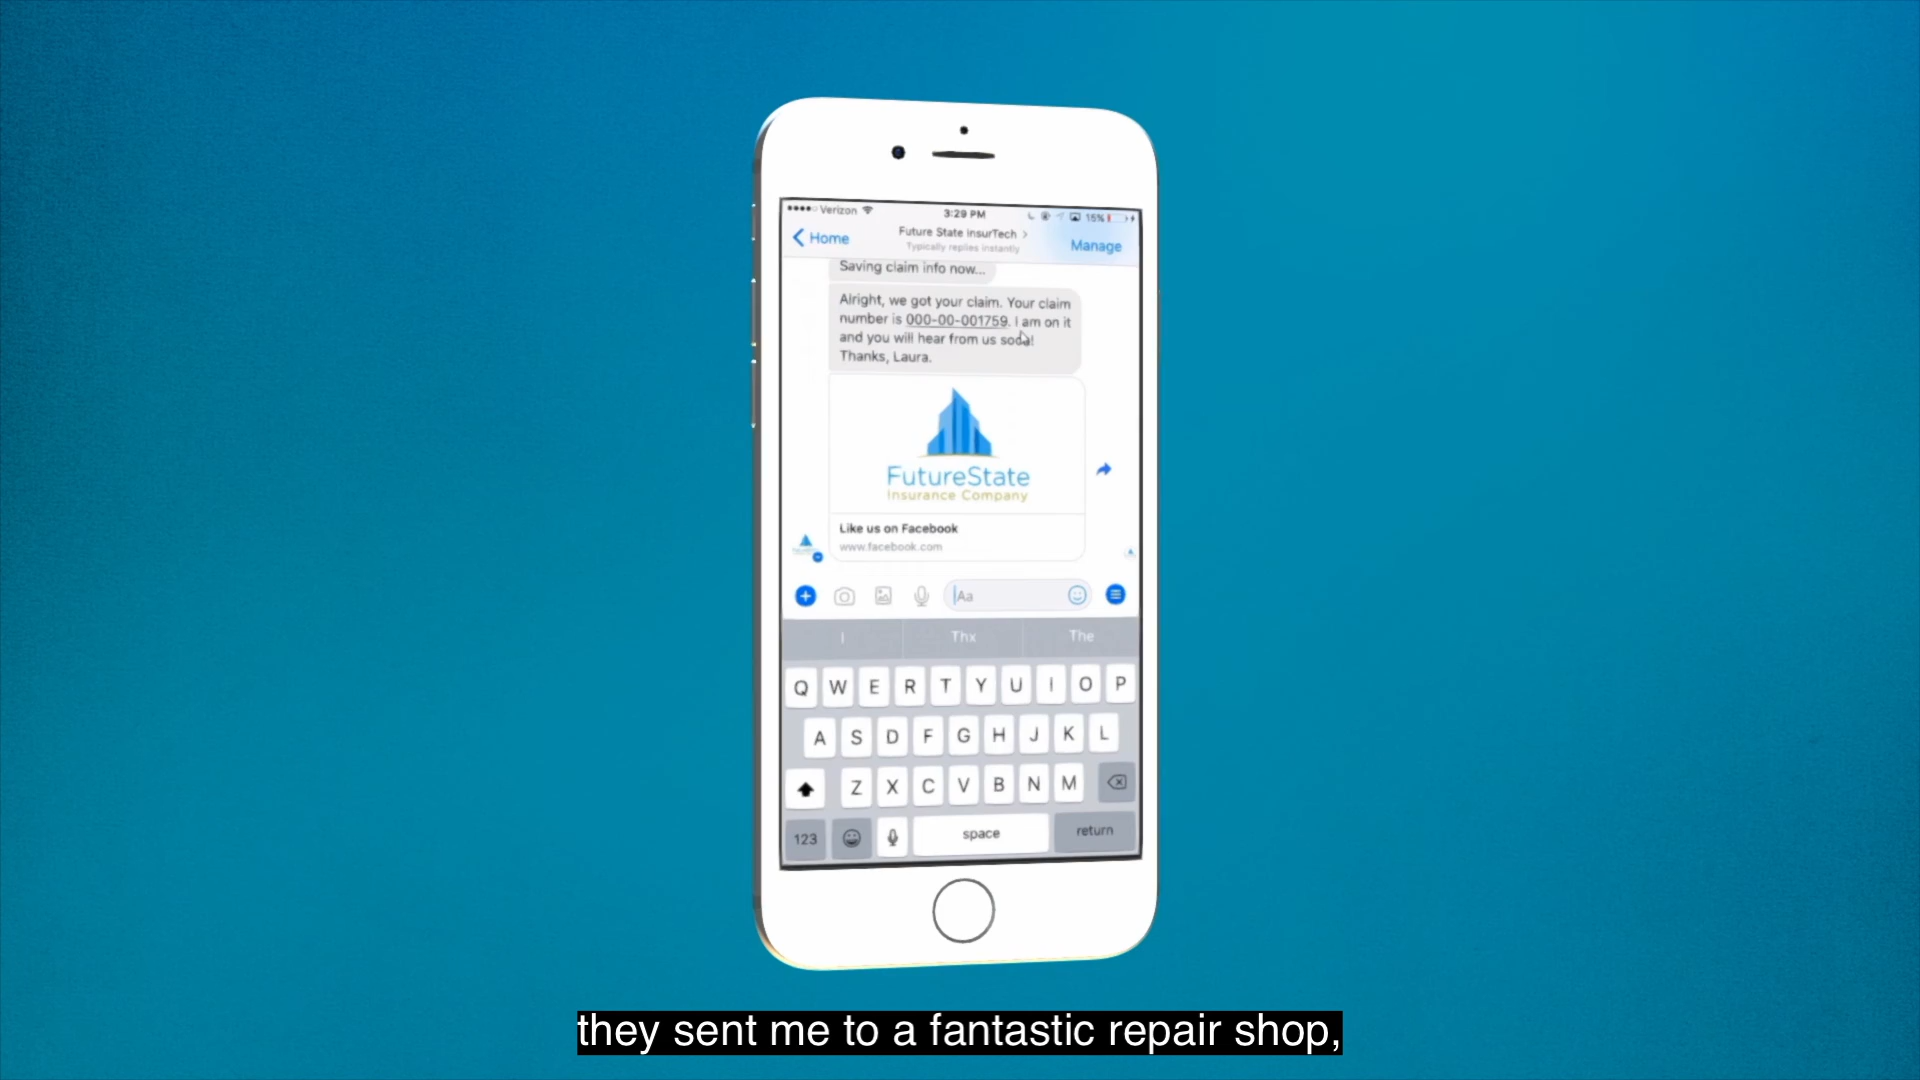 Verizon 3:29 PM 15%
Home
Future State InsurTech
Typically replies instantly
Manage
Saving claim info now...
Alright, we got your claim. Your claim
number is 000-00-001759. I am on it
and you will hear from us soon!
Thanks, Laura.
FutureState
Insurance Company
Like us on Facebook
www.facebook.com
Aa
I Thx The
Q W E R T Y U I O P
A S D F G H J K L
Z X C V B N M
123 space return
they sent me to a fantastic repair shop,